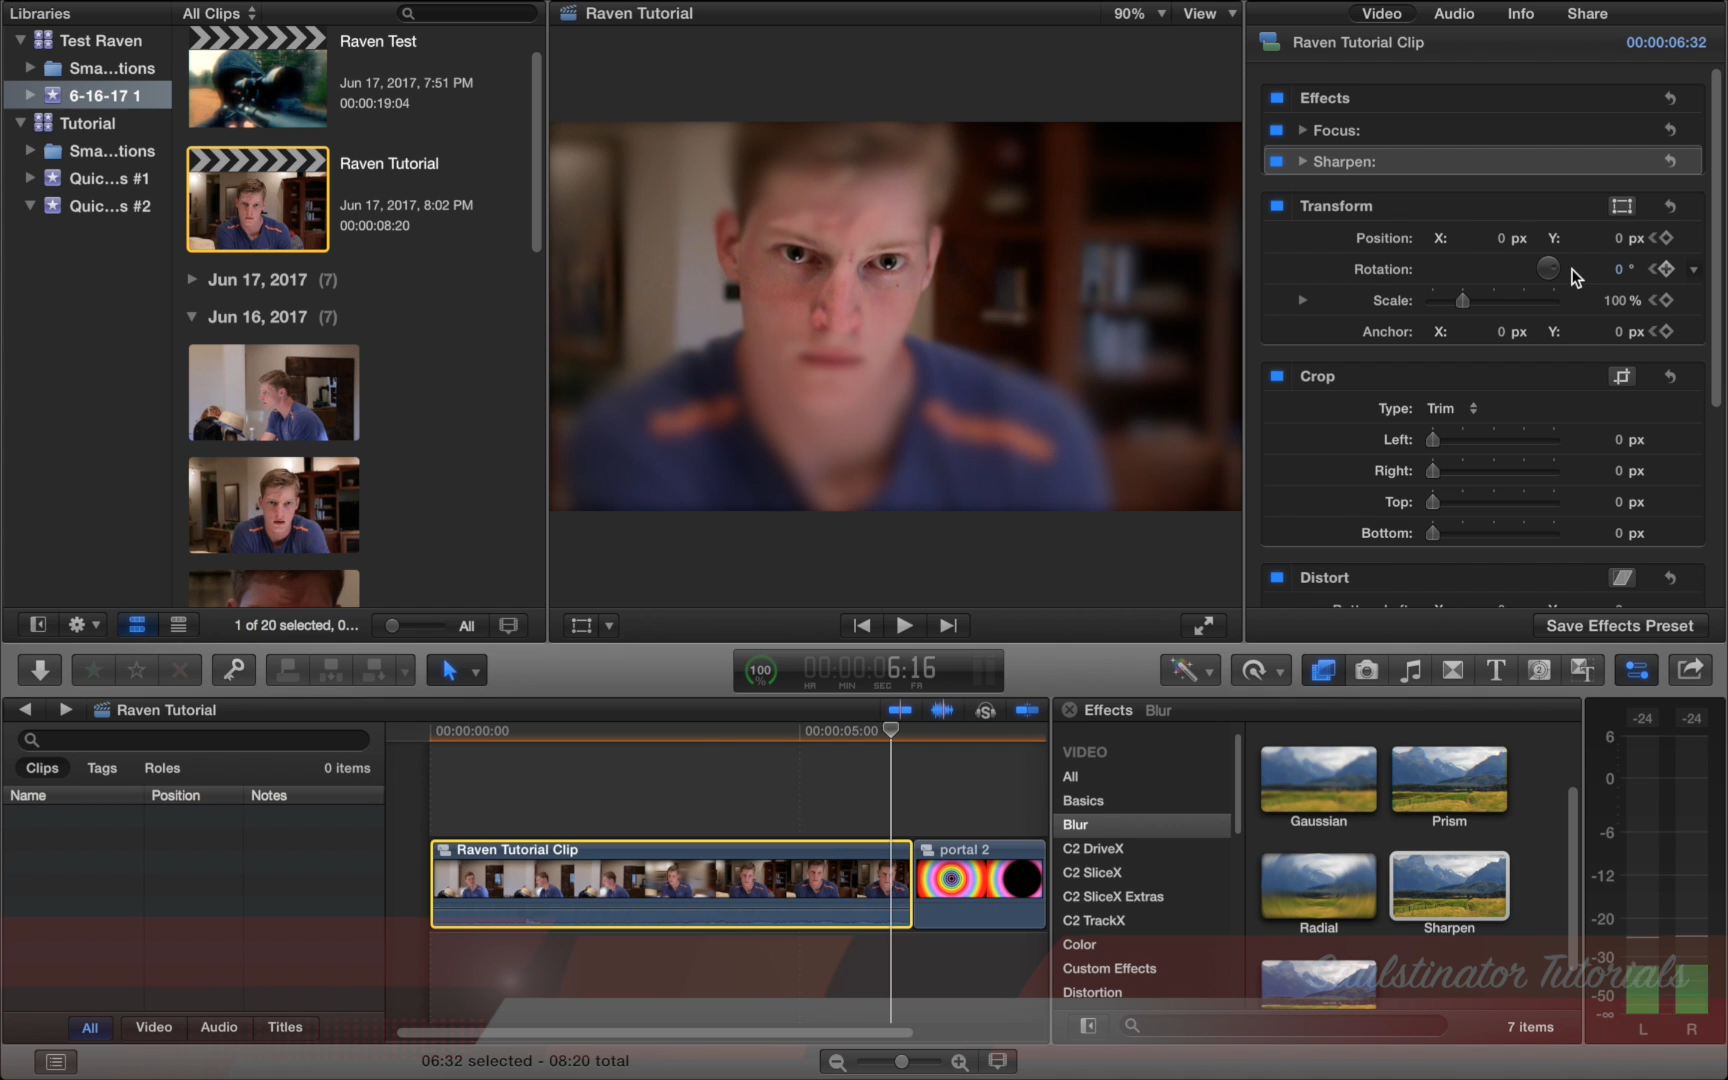 Libraries
All Clips
Raven Tutorial
90%
View
Video
Audio
Info
Share
Test Raven
Sma...tions
6-16-17 1
Tutorial
Sma...tions
Quic...s #1
Quic...s #2
Raven Test
Jun 17, 2017, 7:51 PM
00:00:19:04
Raven Tutorial
Jun 17, 2017, 8:02 PM
00:00:08:20
Jun 17, 2017 (7)
Jun 16, 2017 (7)
Raven Tutorial Clip
00:00:06:32
Effects
Focus:
Sharpen:
Transform
Position: X: 0 px Y: 0 px
Rotation: 0 °
Scale: 100 %
Anchor: X: 0 px Y: 0 px
Crop
Type: Trim
Left: 0 px
Right: 0 px
Top: 0 px
Bottom: 0 px
Distort
1 of 20 selected, 0...
All
Save Effects Preset
100
%
00:00:06:16
HR MIN SEC FR
Raven Tutorial
Clips
Tags
Roles
0 items
Name
Position
Notes
00:00:00:00
00:00:05:00
Raven Tutorial Clip
portal 2
All
Video
Audio
Titles
06:32 selected - 08:20 total
Effects
Blur
VIDEO
All
Basics
Blur
C2 DriveX
C2 SliceX
C2 SliceX Extras
C2 TrackX
Color
Custom Effects
Distortion
Gaussian
Prism
Radial
Sharpen
7 items
-24 -24
6
0
-6
-12
-20
-30
-50
-∞
L R